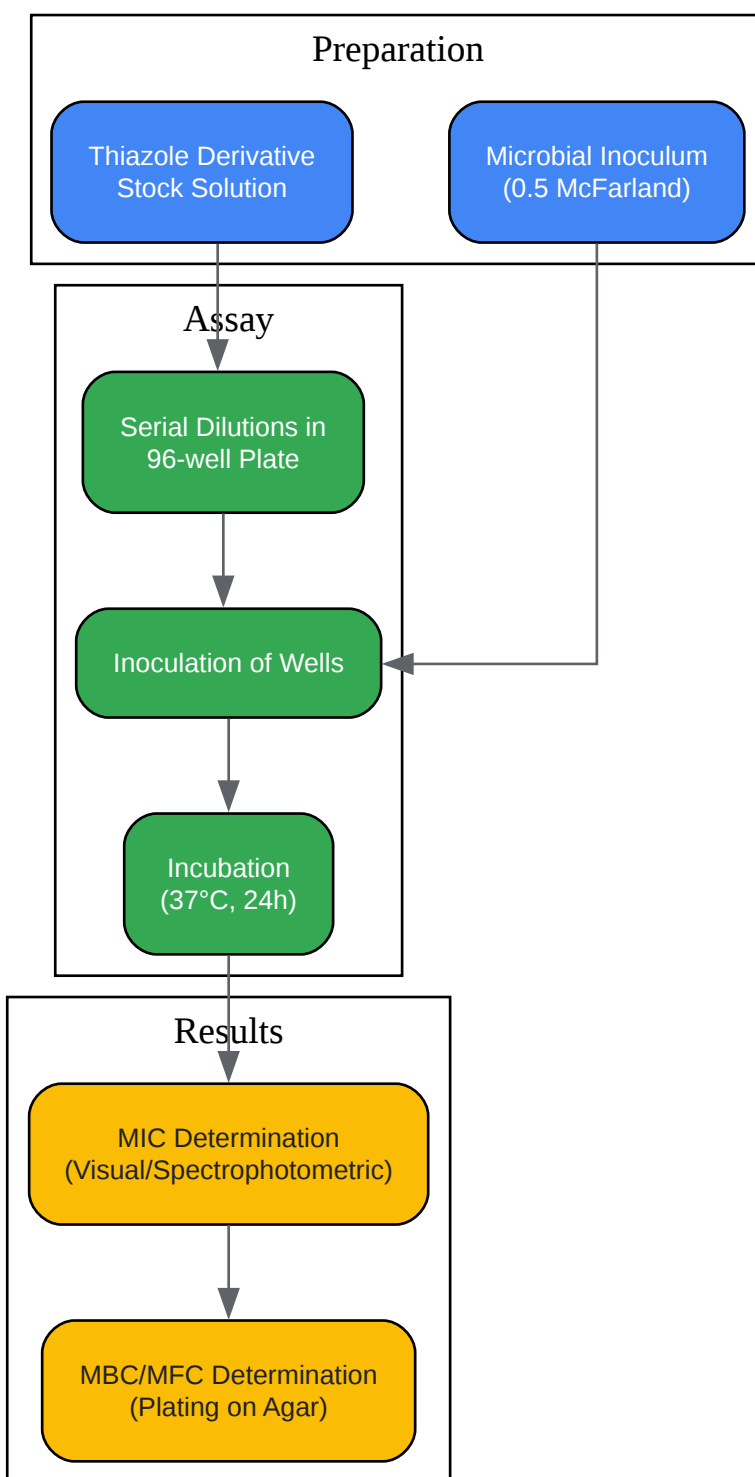 Preparation
Thiazole Derivative
Stock Solution
Microbial Inoculum
(0.5 McFarland)
Assay
Serial Dilutions in
96-well Plate
Inoculation of Wells
Incubation
(37°C, 24h)
Results
MIC Determination
(Visual/Spectrophotometric)
MBC/MFC Determination
(Plating on Agar)